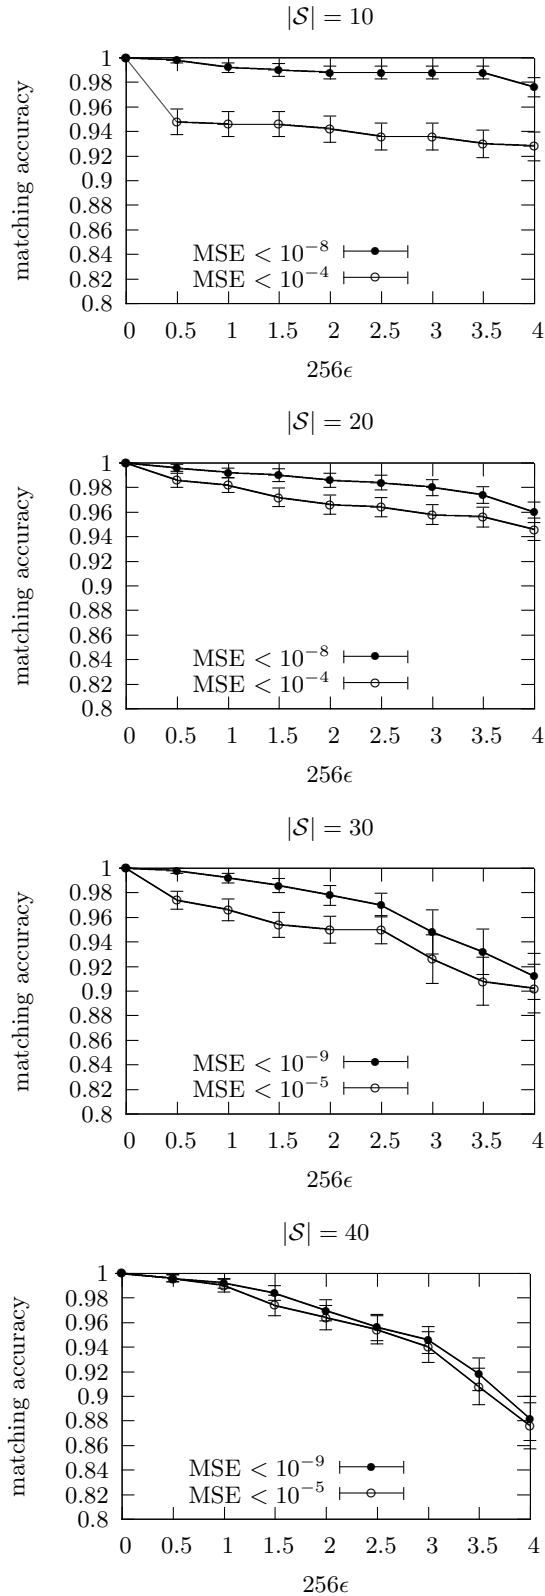 |𝒮| = 10
matching accuracy
1
0.98
0.96
0.94
0.92
0.9
0.88
0.86
0.84
0.82
0.8
MSE < 10⁻⁸
MSE < 10⁻⁴
0 0.5 1 1.5 2 2.5 3 3.5 4
256ϵ
|𝒮| = 20
matching accuracy
1
0.98
0.96
0.94
0.92
0.9
0.88
0.86
0.84
0.82
0.8
MSE < 10⁻⁸
MSE < 10⁻⁴
0 0.5 1 1.5 2 2.5 3 3.5 4
256ϵ
|𝒮| = 30
matching accuracy
1
0.98
0.96
0.94
0.92
0.9
0.88
0.86
0.84
0.82
0.8
MSE < 10⁻⁹
MSE < 10⁻⁵
0 0.5 1 1.5 2 2.5 3 3.5 4
256ϵ
|𝒮| = 40
matching accuracy
1
0.98
0.96
0.94
0.92
0.9
0.88
0.86
0.84
0.82
0.8
MSE < 10⁻⁹
MSE < 10⁻⁵
0 0.5 1 1.5 2 2.5 3 3.5 4
256ϵ